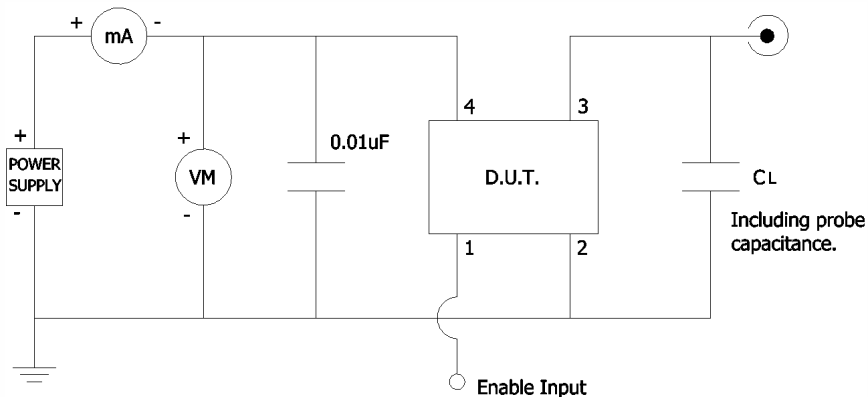 + mA -
4 3
+ POWER SUPPLY -
+ VM -
0.01uF
D.U.T.
CL
Including probe
capacitance.
1 2
Enable Input